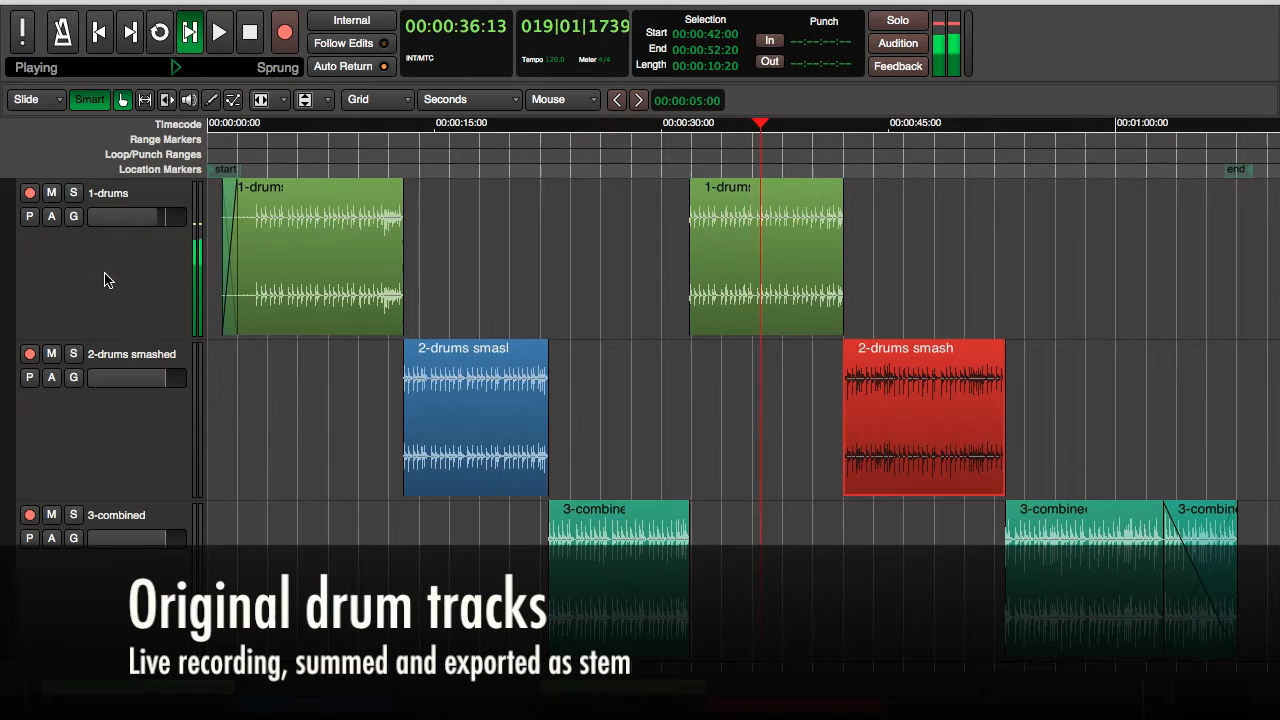 Internal
Follow Edits
Auto Return
Playing
Sprung
00:00:36:13
INT/MTC
019|01|1739
Tempo 120.0 Meter 4/4
Selection
Start 00:00:42:00
End 00:00:52:20
Length 00:00:10:20
Punch
In --:--:--:--
Out --:--:--:--
Solo
Audition
Feedback
Slide
Smart
Grid
Seconds
Mouse
00:00:05:00
Timecode
00:00:00:00
00:00:15:00
00:00:30:00
00:00:45:00
00:01:00:00
Range Markers
Loop/Punch Ranges
Location Markers
start
end
M S 1-drums
P A G
1-drums
1-drums
M S 2-drums smashed
P A G
2-drums smasl
2-drums smash
M S 3-combined
P A G
3-combine
3-combine
3-combin
Original drum tracks
Live recording, summed and exported as stem